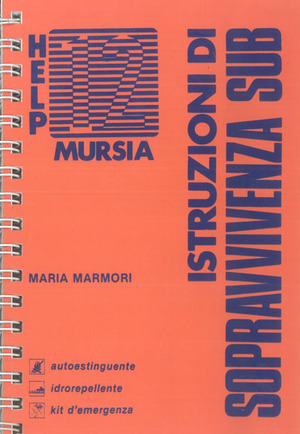 HELP
12
MURSIA
ISTRUZIONI DI
SOPRAVVIVENZA SUB
MARIA MARMORI
autoestinguente
idrorepellente
kit d'emergenza